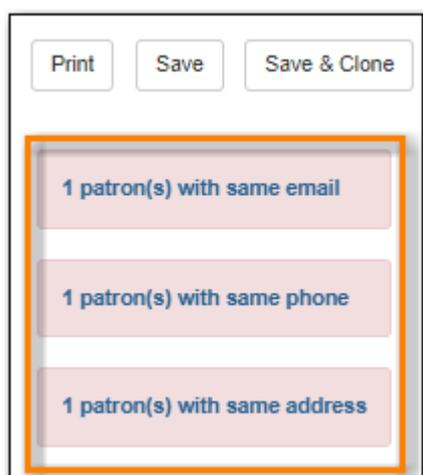 Print Save Save & Clone
1 patron(s) with same email
1 patron(s) with same phone
1 patron(s) with same address